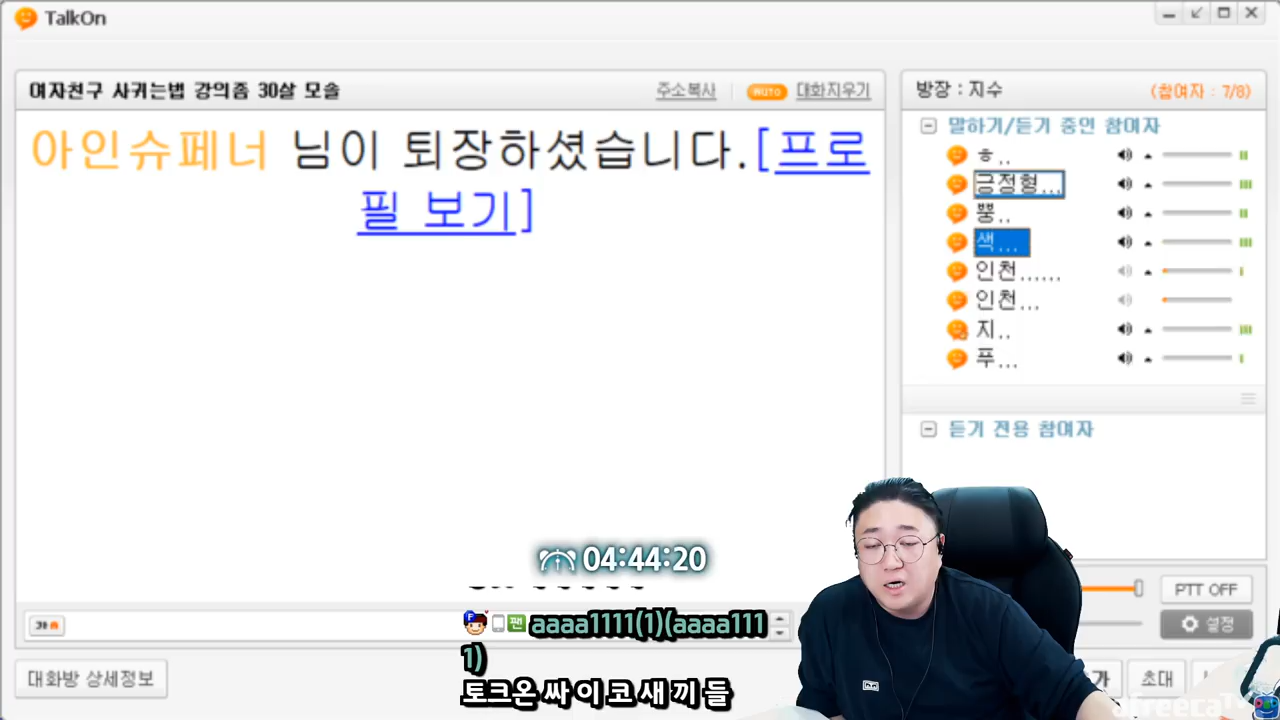 TalkOn
여자친구 사귀는법 강의좀 30살 모솔
주소복사
AUTO
대화지우기
아인슈페너 님이 퇴장하셨습니다.[프로
필 보기]
방장 : 지수
(참여자 : 7/8)
말하기/듣기 중인 참여자
ㅎ..
긍정형...
뿡..
색...
인천......
인천...
지..
푸...
듣기 전용 참여자
04:44:20
PTT OFF
설정
가
팬 aaaa1111(1)(aaaa111
1)
토크온 싸이코새끼들
대화방 상세정보
가
초대
afreecaTV